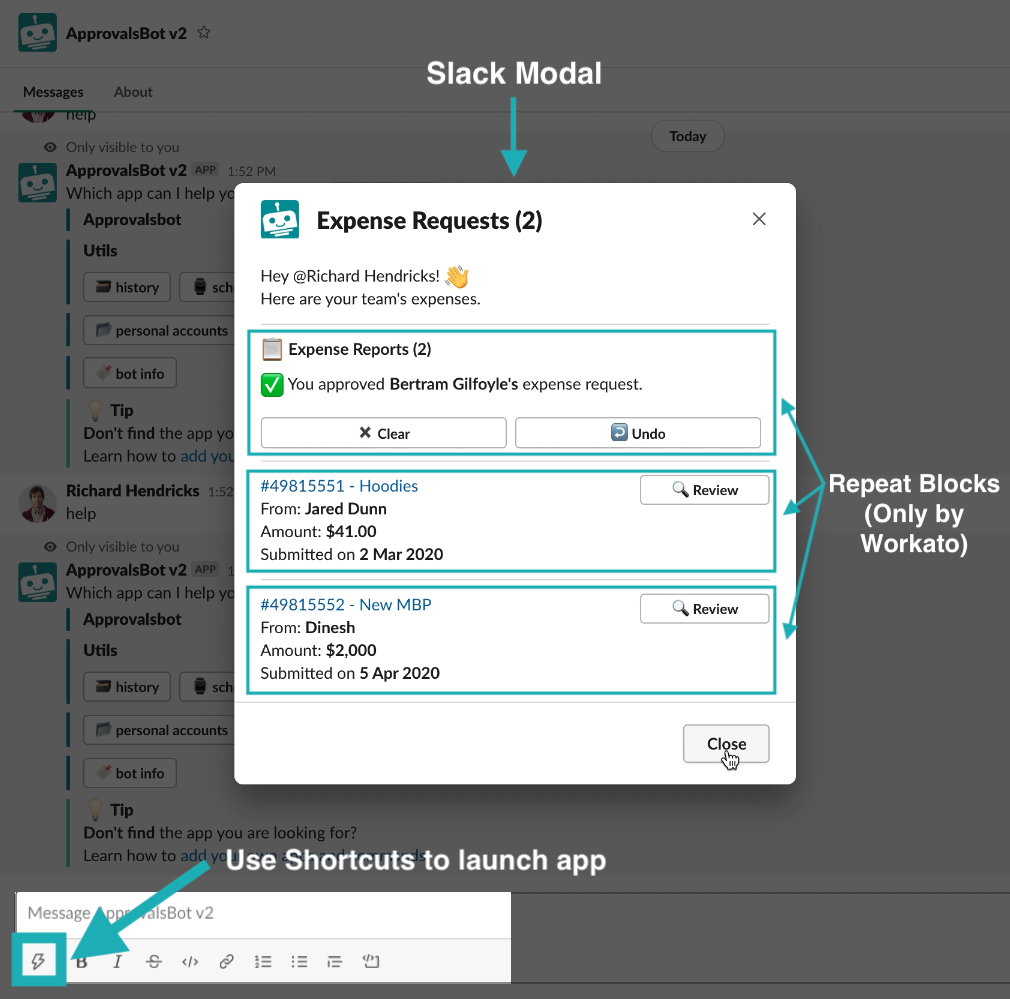 ApprovalsBot v2
Slack Modal
Messages About
help
Today
Only visible to you
ApprovalsBot v2 APP 1:52 PM
Which app can I help
Approvalsbot
Utils
history
personal accounts
bot info
Tip
Don't find the app
Learn how to add
Richard Hendricks 1:52
help
Only visible to you
ApprovalsBot v2 APP
Which app can I help
Approvalsbot
Utils
history
personal accounts
bot info
Tip
Don't find the app you are looking for?
Learn how to add
Expense Requests (2)
Hey @Richard Hendricks!
Here are your team's expenses.
Expense Reports (2)
You approved Bertram Gilfoyle's expense request.
Clear Undo
#49815551 - Hoodies
Review
From: Jared Dunn
Amount: $41.00
Submitted on 2 Mar 2020
#49815552 - New MBP
Review
From: Dinesh
Amount: $2,000
Submitted on 5 Apr 2020
Close
Repeat Blocks
(Only by
Workato)
Use Shortcuts to launch app
Message ApprovalsBot v2
B I S </>